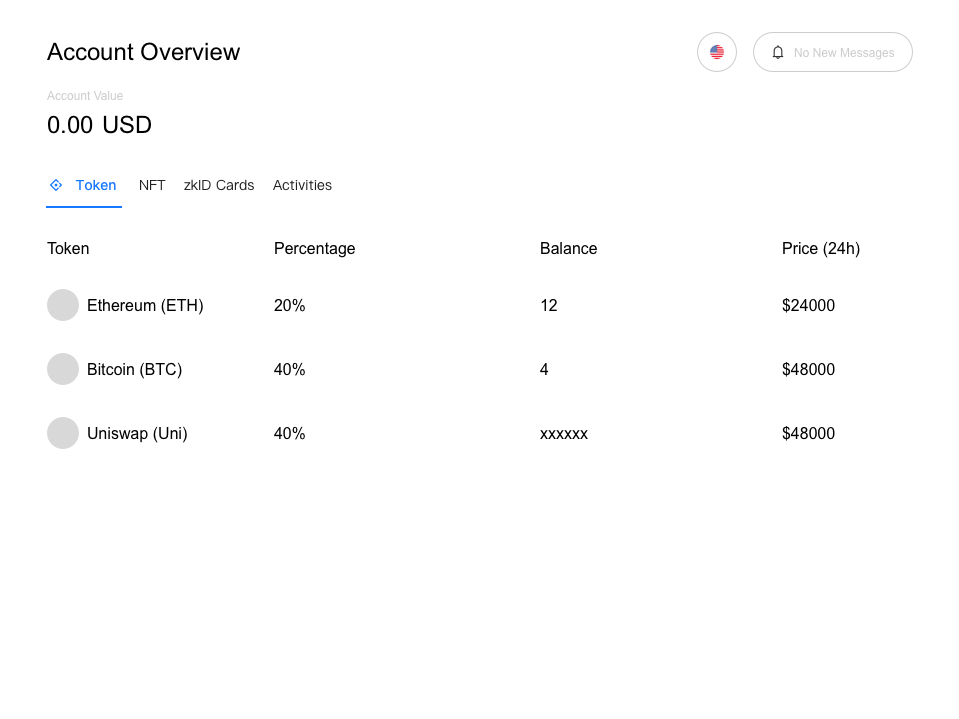 Account Overview
No New Messages
Account Value
0.00 USD
Token NFT zkID Cards Activities
Token Percentage Balance Price (24h)
Ethereum (ETH) 20% 12 $24000
Bitcoin (BTC) 40% 4 $48000
Uniswap (Uni) 40% xxxxxx $48000